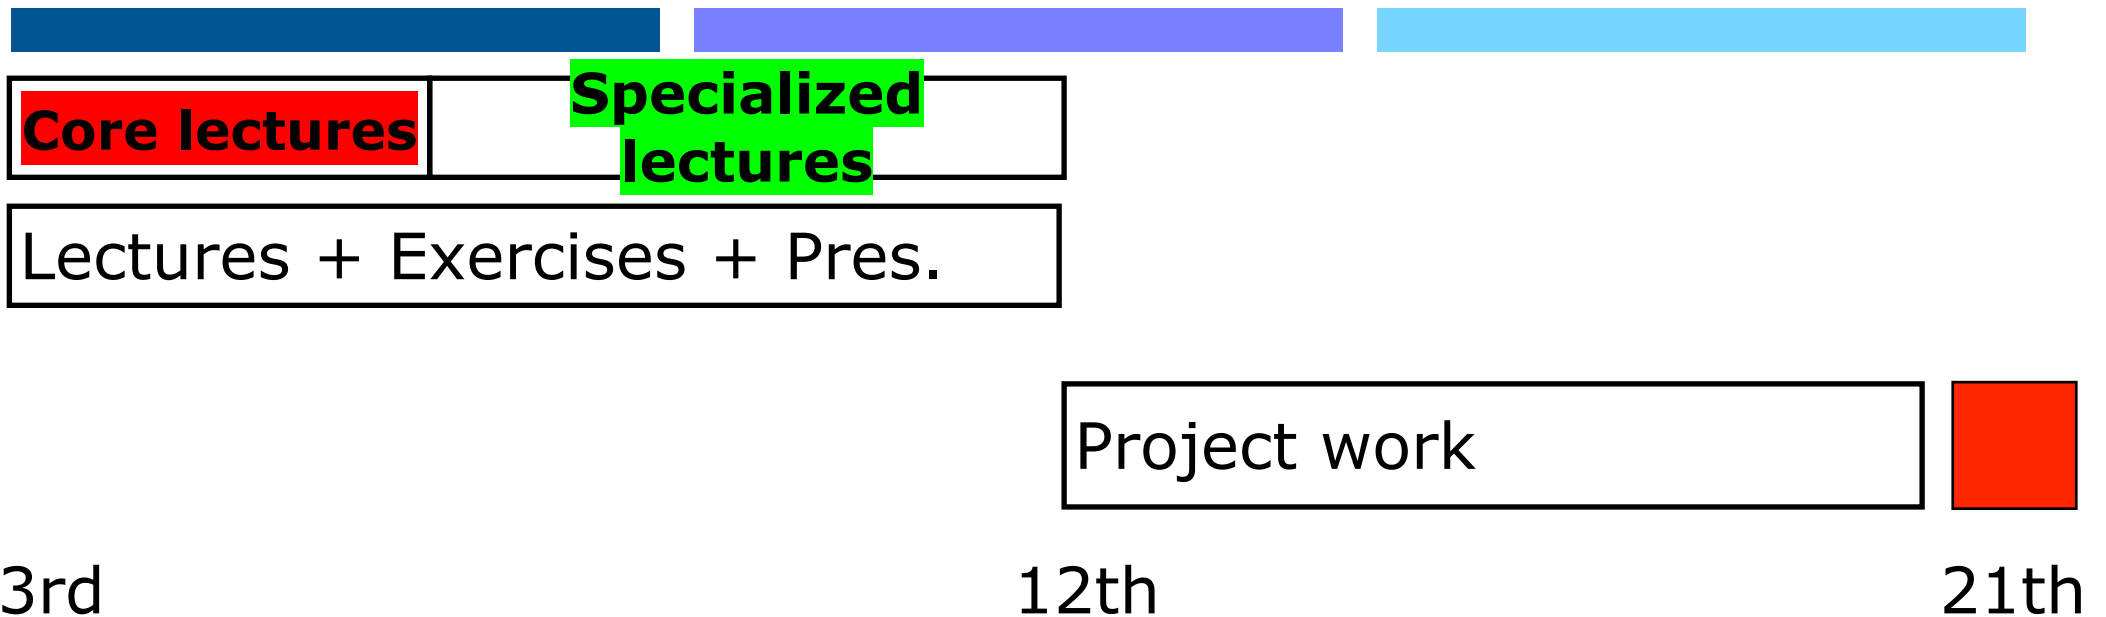 Core lectures
Specialized
lectures
Lectures + Exercises + Pres.
Project work
3rd
12th
21th